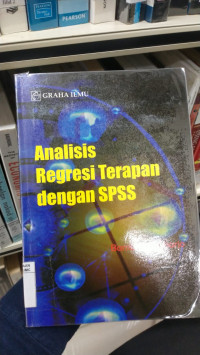 GRAHA ILMU
Analisis
Regresi Terapan
dengan SPSS
PEARSON